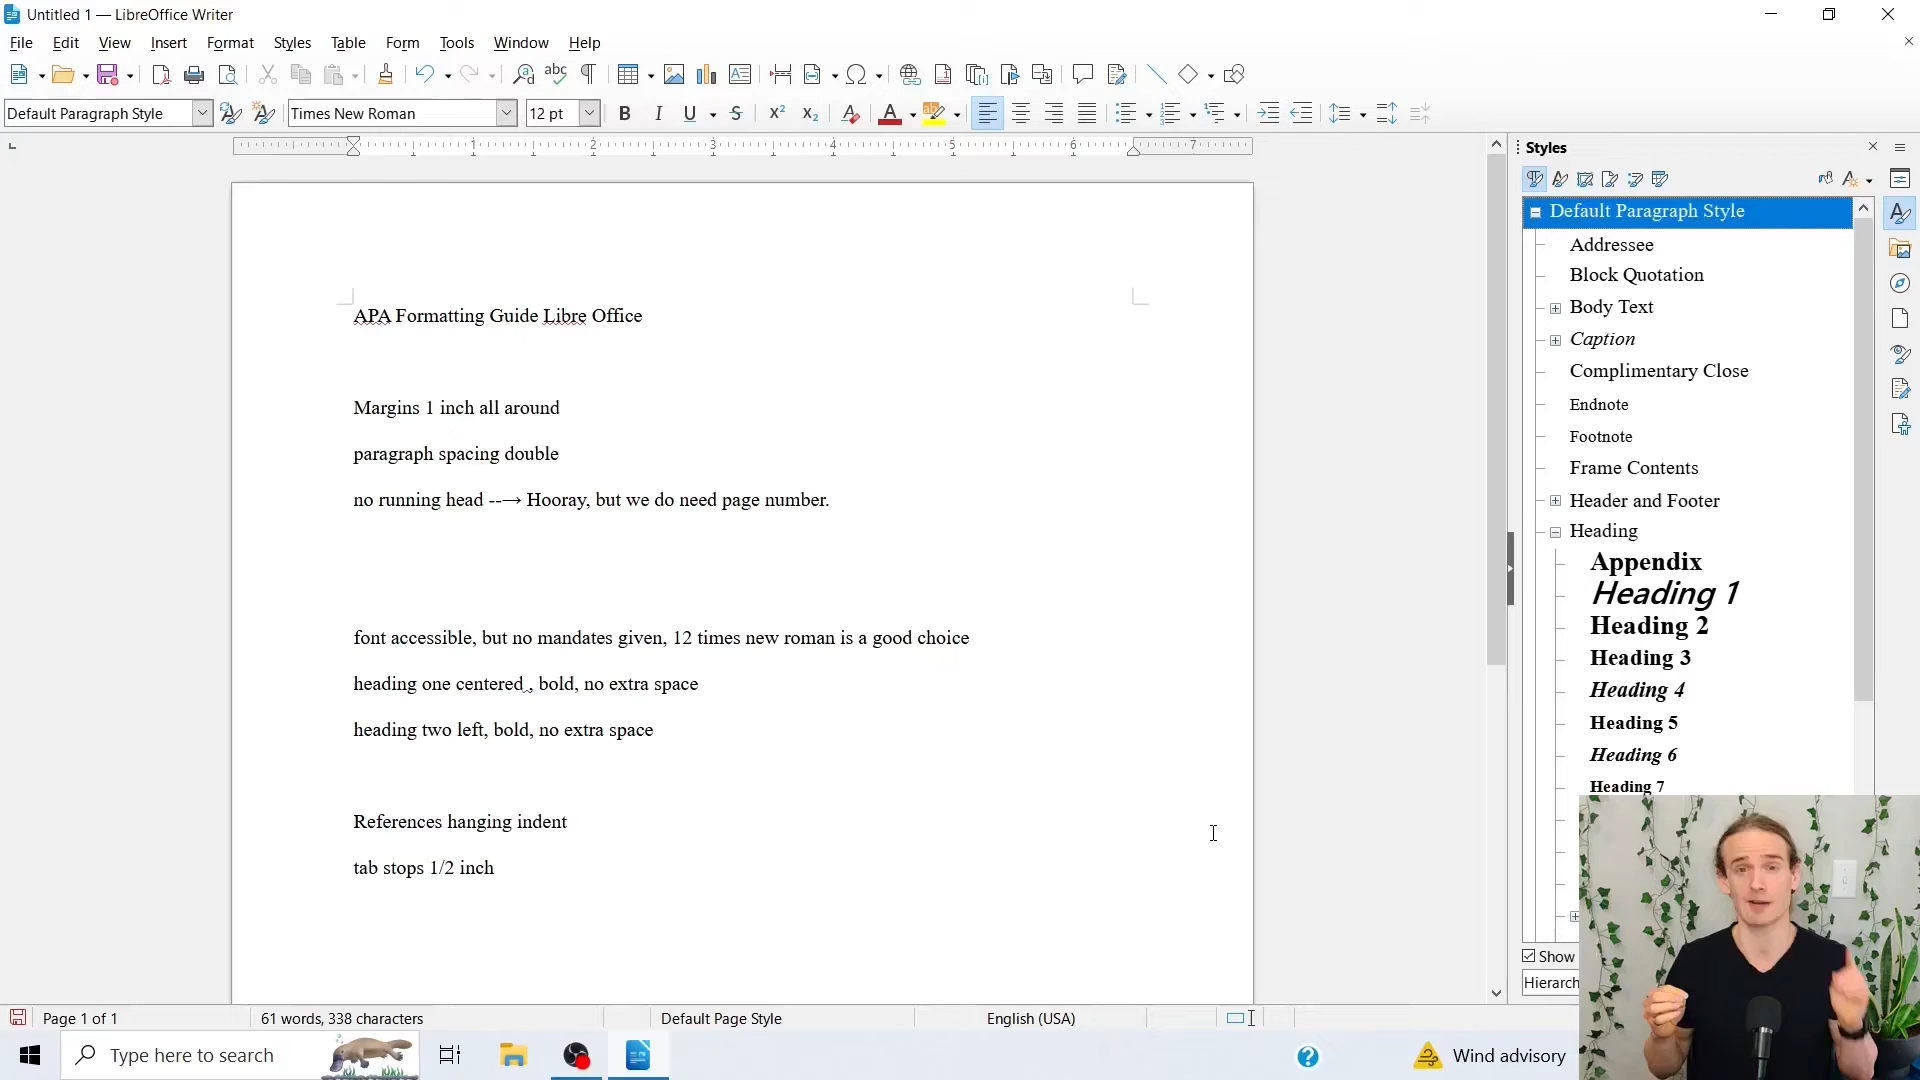 Untitled 1 — LibreOffice Writer
File Edit View Insert Format Styles Table Form Tools Window Help
Default Paragraph Style Times New Roman 12 pt
1 2 3 4 5 6 7
Styles
Default Paragraph Style
Addressee
Block Quotation
Body Text
Caption
Complimentary Close
Endnote
Footnote
Frame Contents
Header and Footer
Heading
Appendix
Heading 1
Heading 2
Heading 3
Heading 4
Heading 5
Heading 6
Heading 7
Show
Hierarch
APA Formatting Guide Libre Office
Margins 1 inch all around
paragraph spacing double
no running head --→ Hooray, but we do need page number.
font accessible, but no mandates given, 12 times new roman is a good choice
heading one centered , bold, no extra space
heading two left, bold, no extra space
References hanging indent
tab stops 1/2 inch
Page 1 of 1 61 words, 338 characters Default Page Style English (USA)
Type here to search Wind advisory